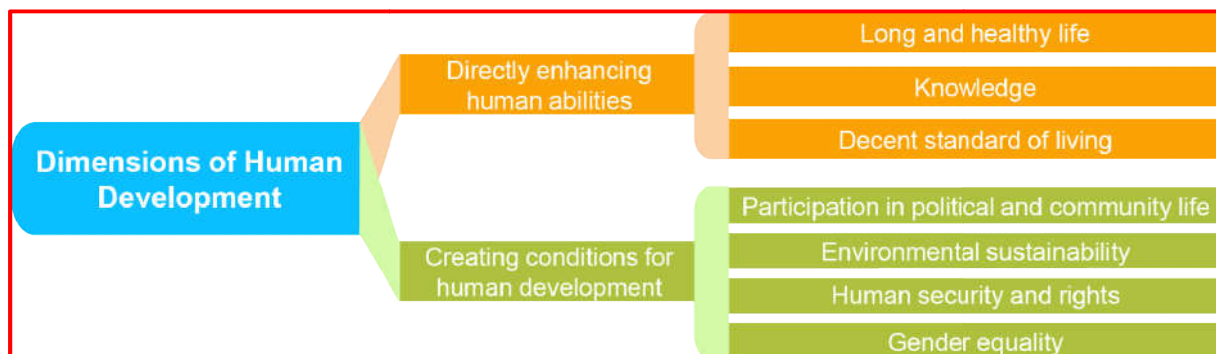 Dimensions of Human
Development
Directly enhancing
human abilities
Long and healthy life
Knowledge
Decent standard of living
Creating conditions for
human development
Participation in political and community life
Environmental sustainability
Human security and rights
Gender equality